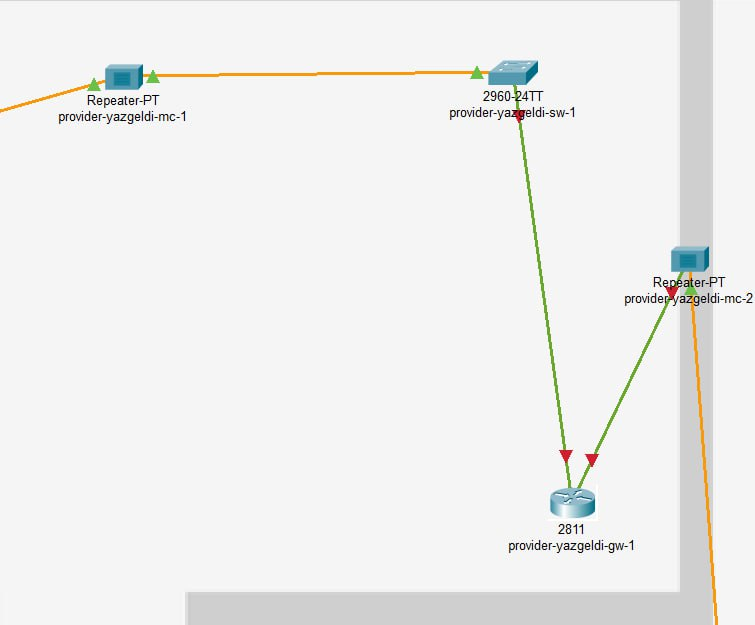 Repeater-PT
provider-yazgeldi-mc-1
2960-24TT
provider-yazgeldi-sw-1
Repeater-PT
provider-yazgeldi-mc-2
2811
provider-yazgeldi-gw-1